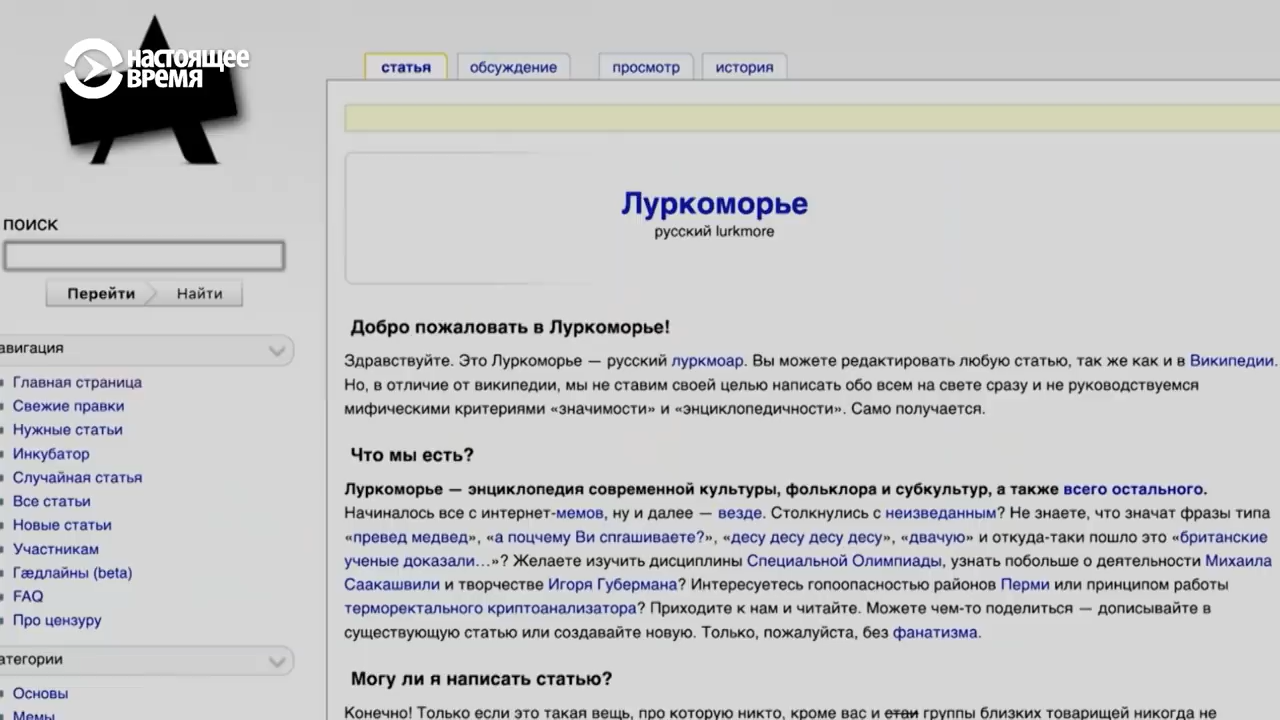 настоящее
время
статья
обсуждение
просмотр
история
Луркоморье
русский lurkmore
поиск
Перейти
Найти
авигация
Главная страница
Свежие правки
Нужные статьи
Инкубатор
Случайная статья
Все статьи
Новые статьи
Участникам
Гæдлайны (beta)
FAQ
Про цензуру
атегории
Основы
Мемы
Добро пожаловать в Луркоморье!
Здравствуйте. Это Луркоморье — русский луркмоар. Вы можете редактировать любую статью, так же как и в Википедии.
Но, в отличие от википедии, мы не ставим своей целью написать обо всем на свете сразу и не руководствуемся
мифическими критериями «значимости» и «энциклопедичности». Само получается.
Что мы есть?
Луркоморье — энциклопедия современной культуры, фольклора и субкультур, а также всего остального.
Начиналось все с интернет-мемов, ну и далее — везде. Столкнулись с неизведанным? Не знаете, что значат фразы типа
«превед медвед», «а поцчему Ви спгашиваете?», «десу десу десу десу», «двачую» и откуда-таки пошло это «британские
ученые доказали...»? Желаете изучить дисциплины Специальной Олимпиады, узнать побольше о деятельности Михаила
Саакашвили и творчестве Игоря Губермана? Интересуетесь гопоопасностью районов Перми или принципом работы
терморектального криптоанализатора? Приходите к нам и читайте. Можете чем-то поделиться — дописывайте в
существующую статью или создавайте новую. Только, пожалуйста, без фанатизма.
Могу ли я написать статью?
Конечно! Только если это такая вещь, про которую никто, кроме вас и етаи группы близких товарищей никогда не